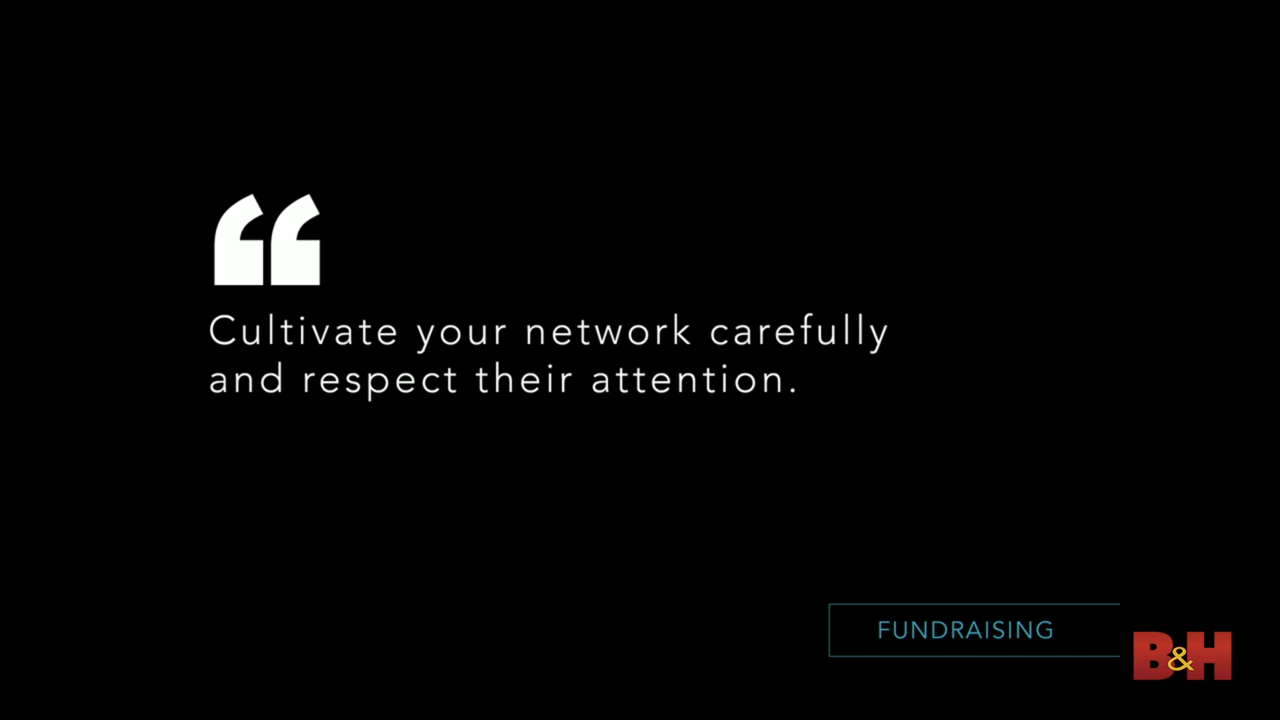 “
Cultivate your network carefully
and respect their attention.
FUNDRAISING
B&H